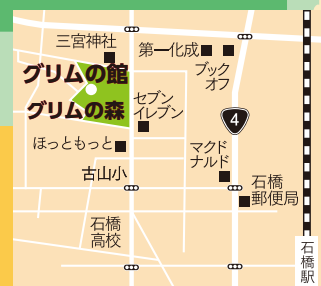 三宮神社
第一化成
グリムの館
ブック
オフ
グリムの森
セブン
イレブン
4
ほっともっと
マクド
ナルド
古山小
石橋
郵便局
石橋
高校
石橋駅